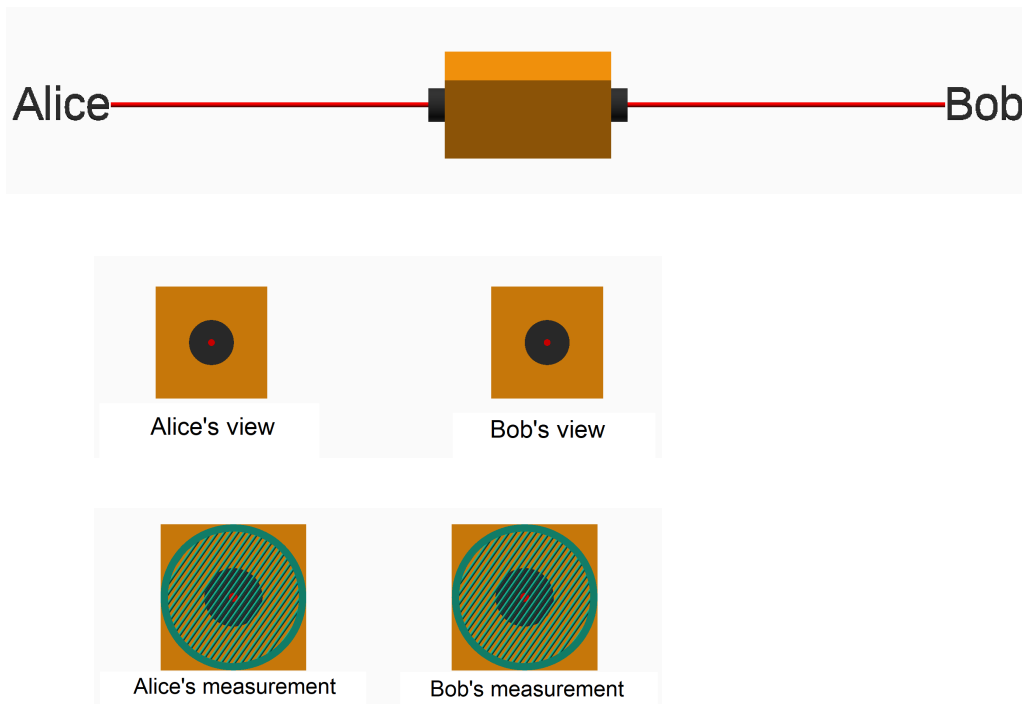 Alice
Bob
Alice's view
Bob's view
Alice's measurement
Bob's measurement